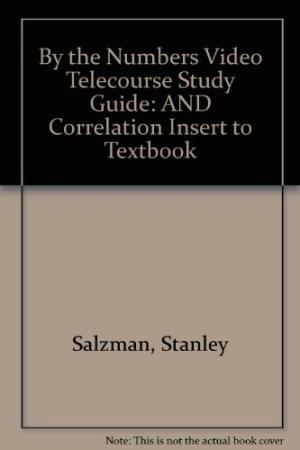 By the Numbers Video
Telecourse Study
Guide: AND
Correlation Insert to
Textbook
Salzman, Stanley
Note: This is not the actual book cover